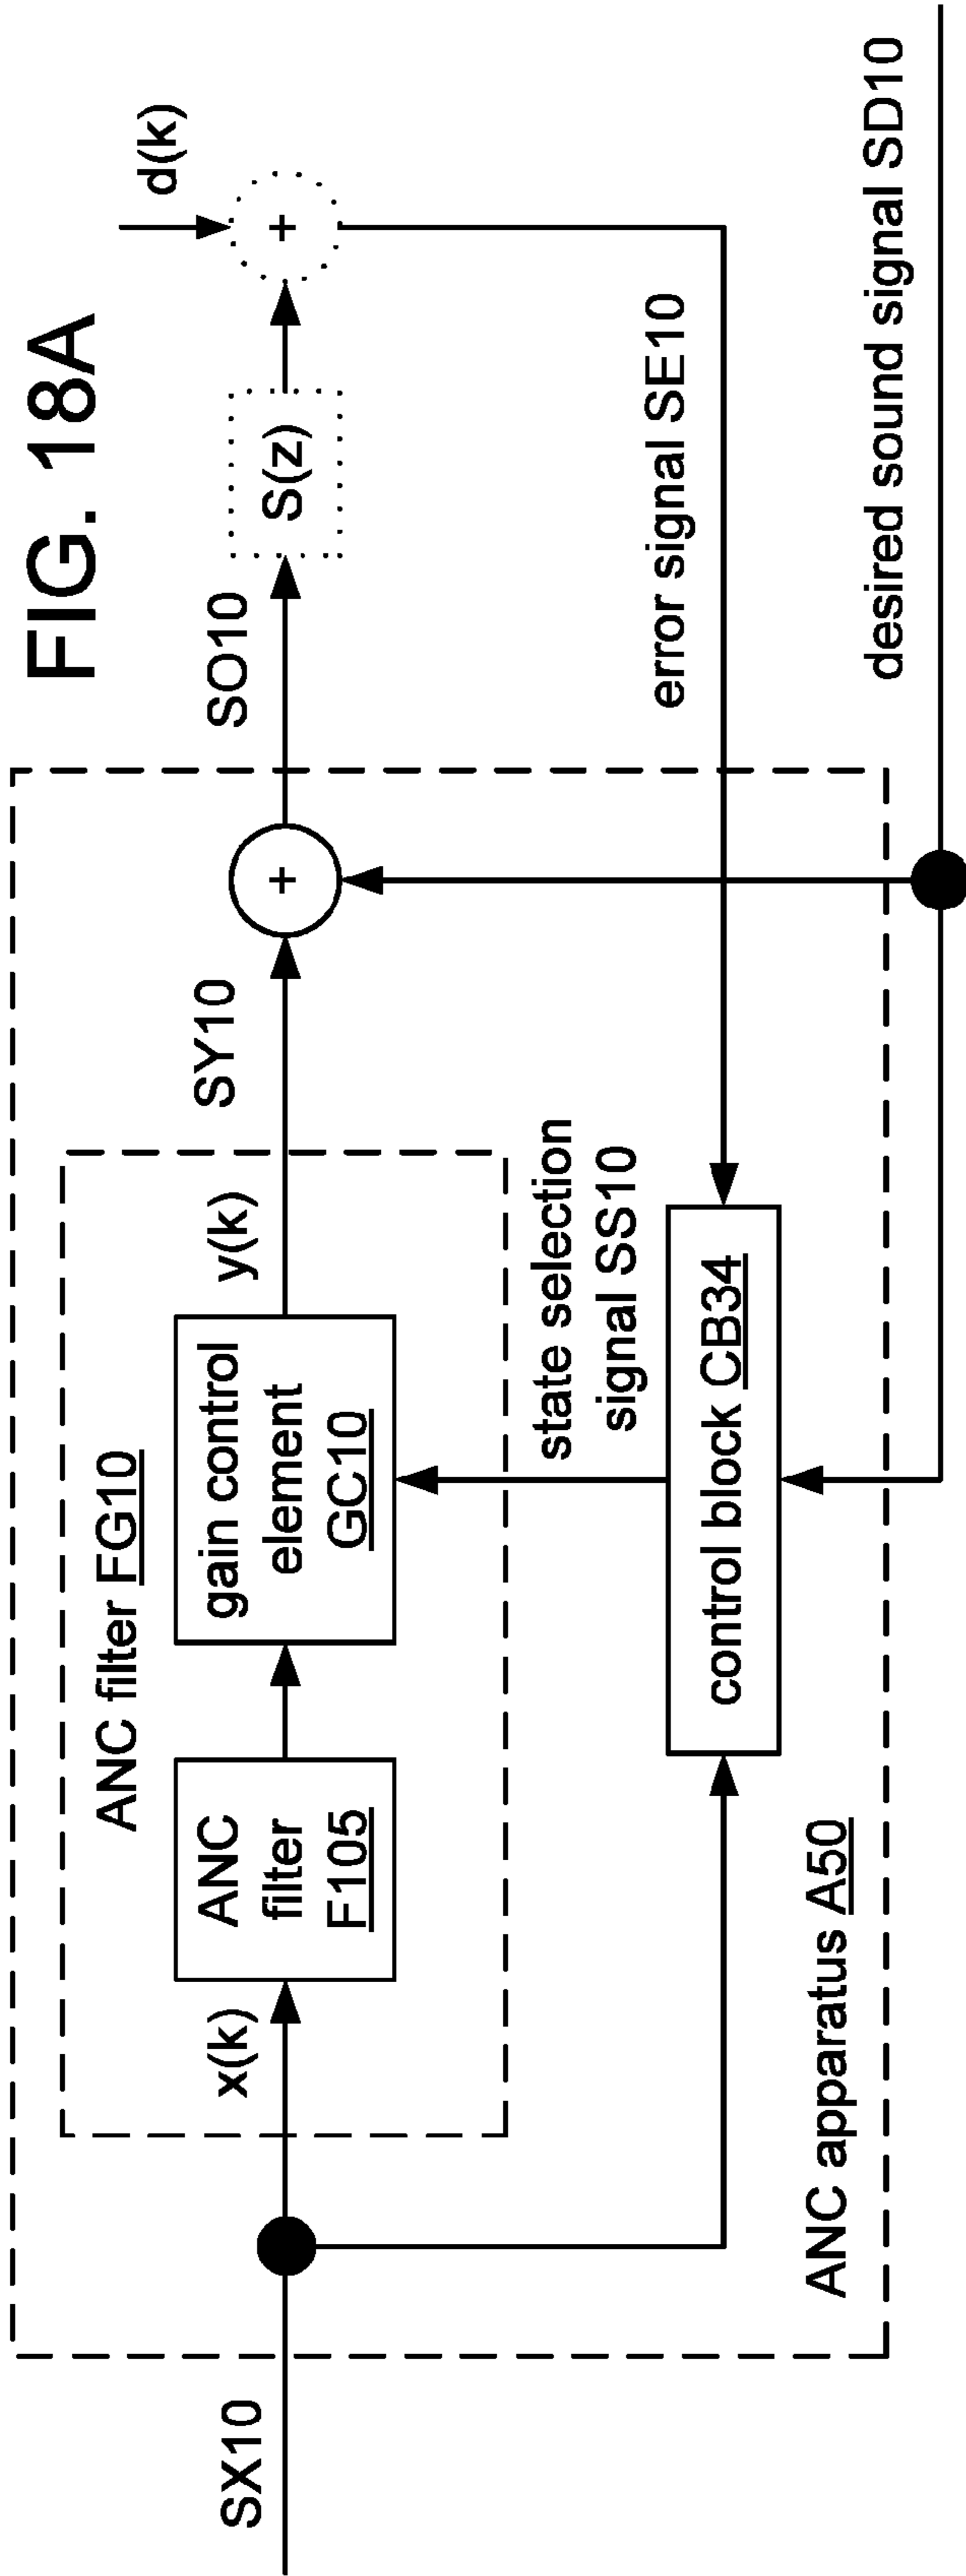 FIG. 18A
d(k)
ANC filter FG10
SX10
x(k)
ANC
filter
F105
gain control
element
GC10
y(k)
SY10
+
SO10
S(z)
+
state selection
signal SS10
error signal SE10
control block CB34
ANC apparatus A50
desired sound signal SD10